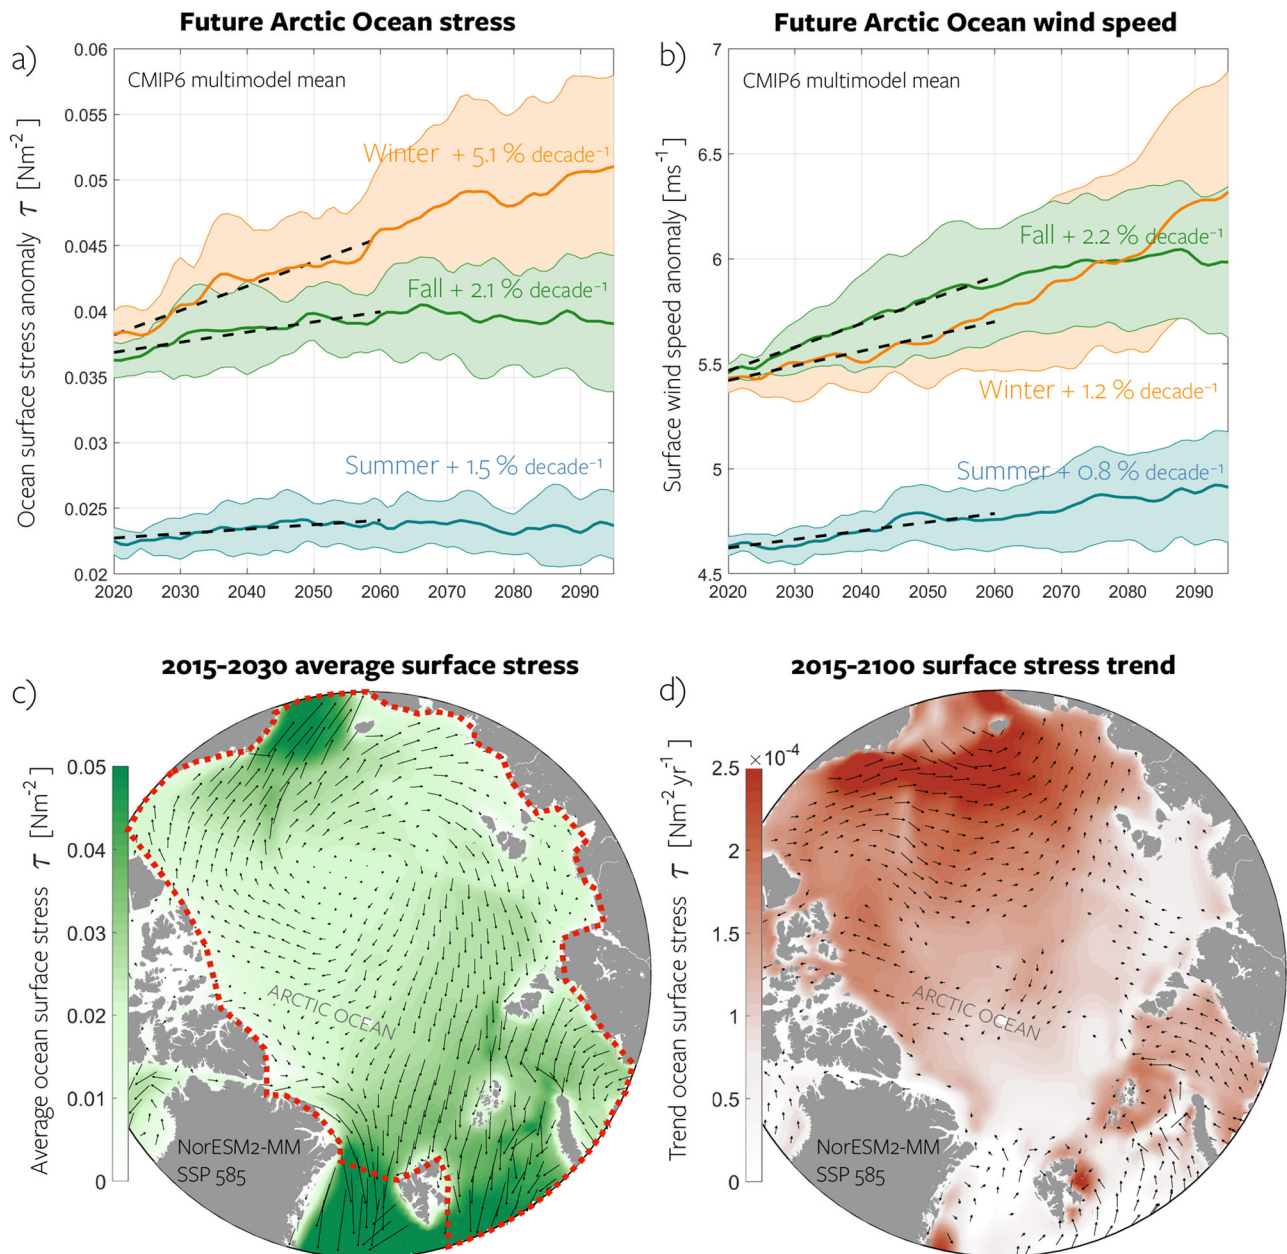 Future Arctic Ocean stress
a)
CMIP6 multimodel mean
Ocean surface stress anomaly τ [Nm-2]
0.06
0.055
0.05
0.045
0.04
0.035
0.03
0.025
0.02
Winter + 5.1 % decade-1
Fall + 2.1 % decade-1
Summer + 1.5 % decade-1
2020 2030 2040 2050 2060 2070 2080 2090
Future Arctic Ocean wind speed
b)
CMIP6 multimodel mean
Surface wind speed anomaly [ms-1]
7
6.5
6
5.5
5
4.5
Fall + 2.2 % decade-1
Winter + 1.2 % decade-1
Summer + 0.8 % decade-1
2020 2030 2040 2050 2060 2070 2080 2090
2015-2030 average surface stress
c)
Average ocean surface stress τ [Nm-2]
0.05
0.04
0.03
0.02
0.01
0
ARCTIC OCEAN
NorESM2-MM
SSP 585
2015-2100 surface stress trend
d)
Trend ocean surface stress τ [Nm-2 yr-1]
×10-4
2.5
2
1.5
1
0.5
0
ARCTIC OCEAN
NorESM2-MM
SSP 585